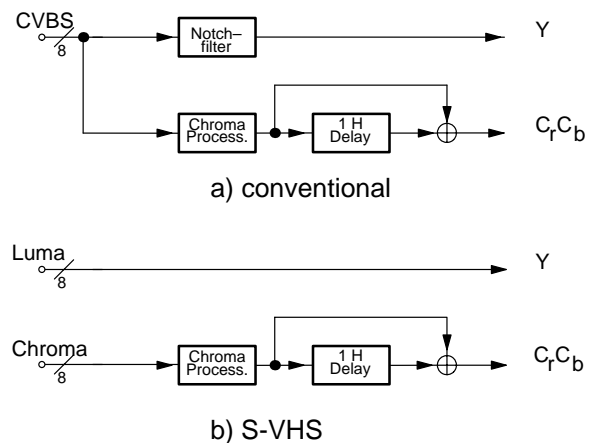 CVBS
8
Notch–
filter
Y
Chroma
Process.
1 H
Delay
CrCb
a) conventional
Luma
8
Y
Chroma
8
Chroma
Process.
1 H
Delay
CrCb
b) S-VHS